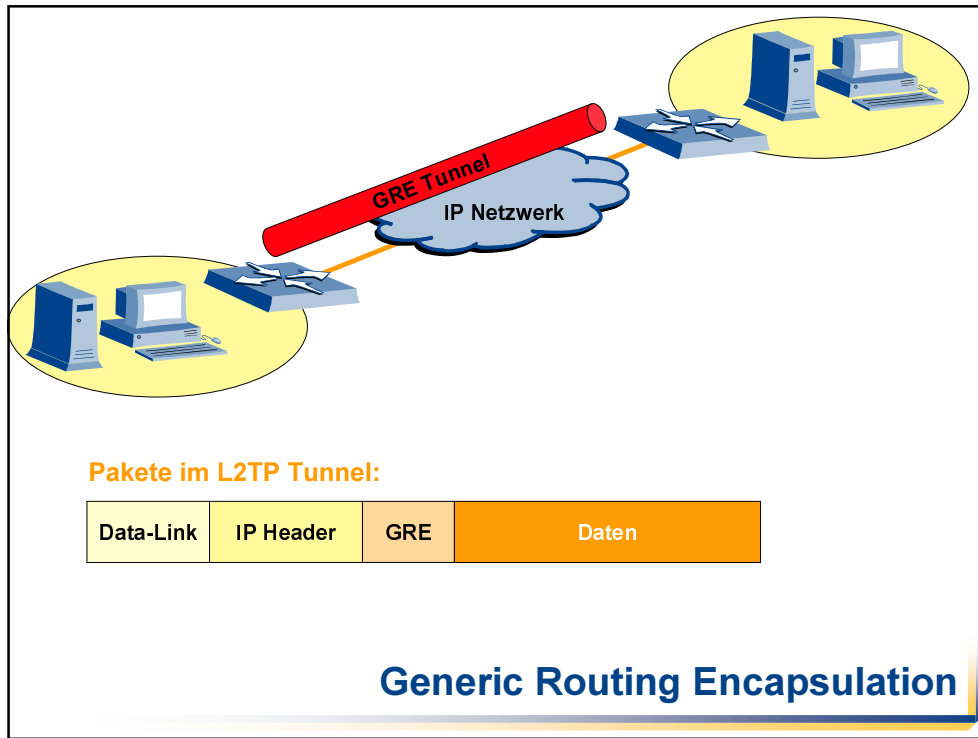 GRE Tunnel
IP Netzwerk
Pakete im L2TP Tunnel:
Data-Link IP Header GRE Daten
Generic Routing Encapsulation